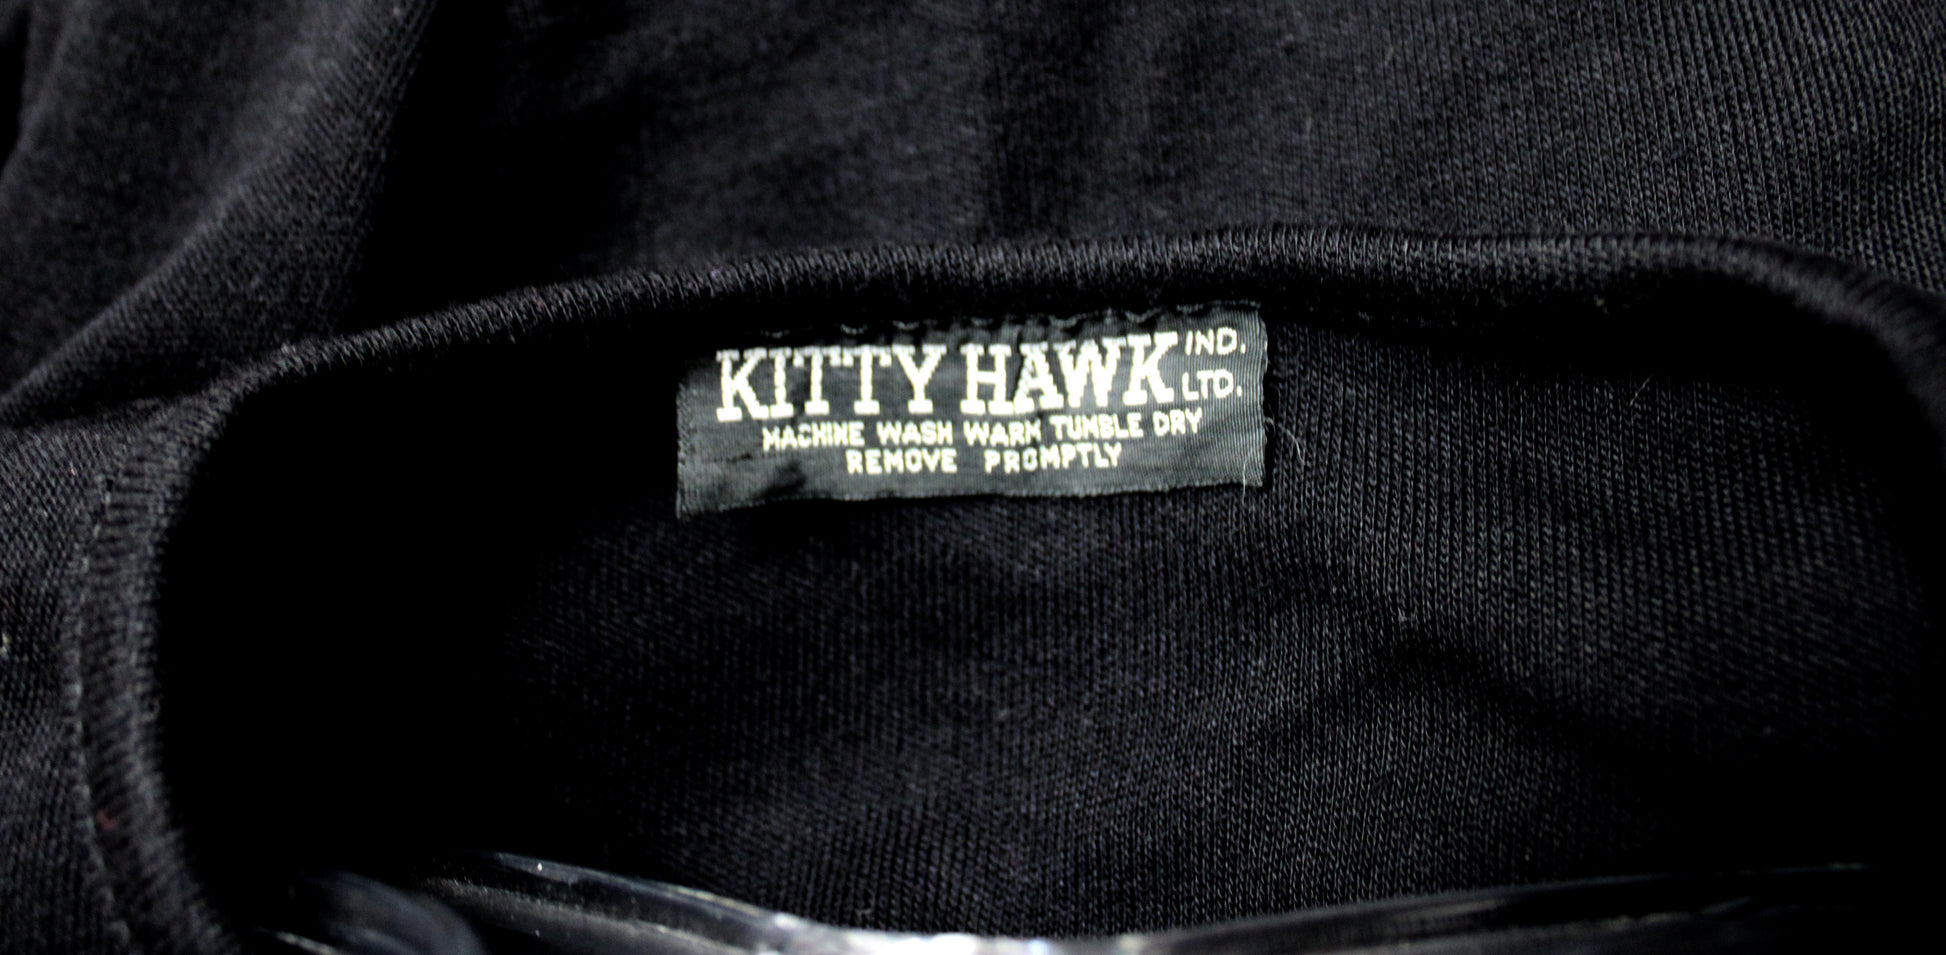 KITTY HAWK IND. LTD.
MACHINE WASH WARM TUMBLE DRY
REMOVE PROMPTLY